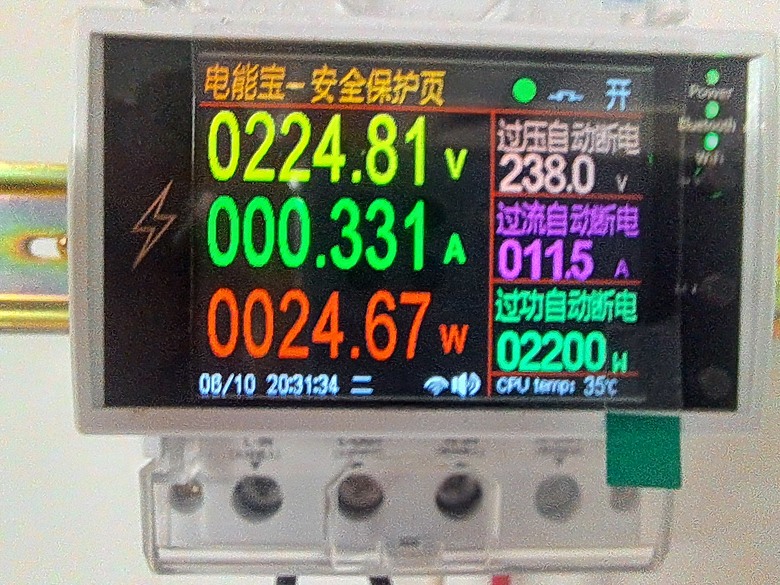 电能宝-安全保护页 开
Power
Bluetooth
WiFi
0224.81 V
000.331 A
0024.67 W
过压自动断电
238.0 V
过流自动断电
011.5 A
过功自动断电
02200 W
08/10 20:31:34 二
CPU temp: 35℃